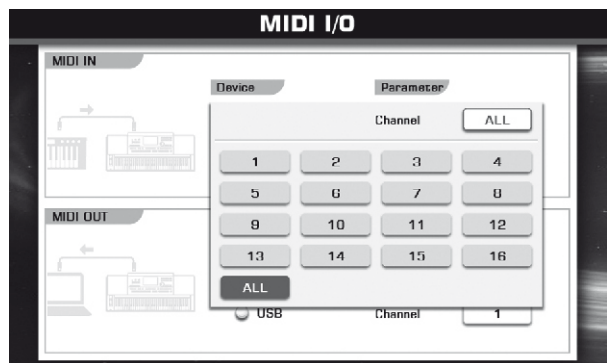 MIDI I/O
MIDI IN
Device Parameter
Channel ALL
1 2 3 4
5 6 7 8
9 10 11 12
13 14 15 16
ALL
MIDI OUT
USB Channel 1